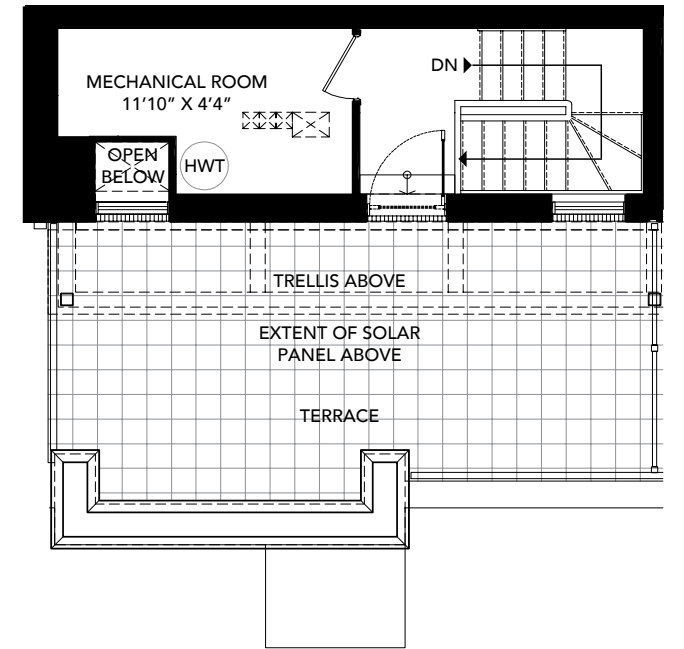 MECHANICAL ROOM
11'10" X 4'4"
DN
OPEN
BELOW
HWT
TRELLIS ABOVE
EXTENT OF SOLAR
PANEL ABOVE
TERRACE